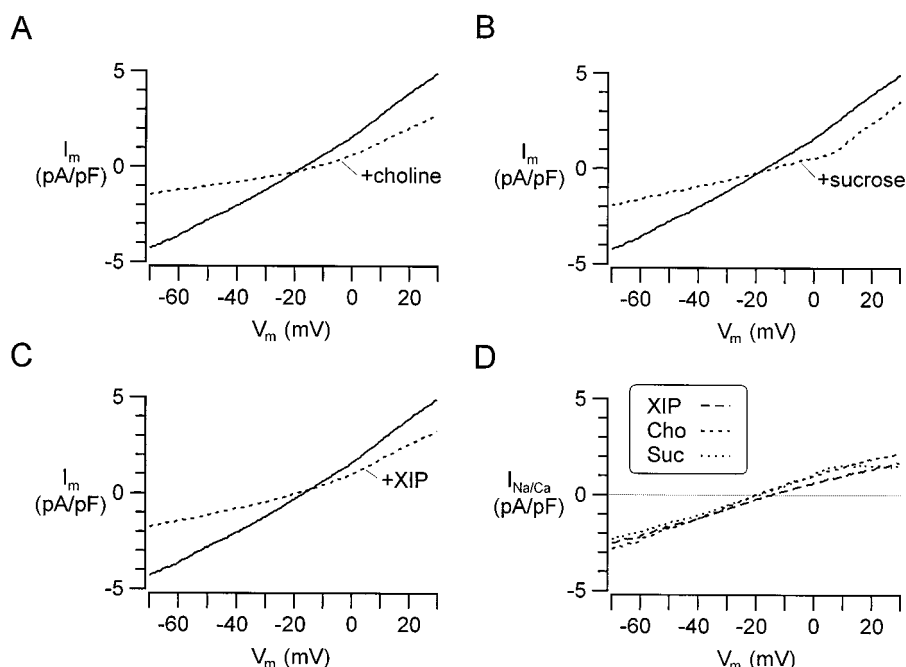 A
5
I_m
(pA/pF)
0
-5
+choline
-60 -40 -20 0 20
V_m (mV)
B
5
I_m
(pA/pF)
0
-5
+sucrose
-60 -40 -20 0 20
V_m (mV)
C
5
I_m
(pA/pF)
0
-5
+XIP
-60 -40 -20 0 20
V_m (mV)
D
5
I_Na/Ca
(pA/pF)
0
-5
XIP
Cho
Suc
-60 -40 -20 0 20
V_m (mV)